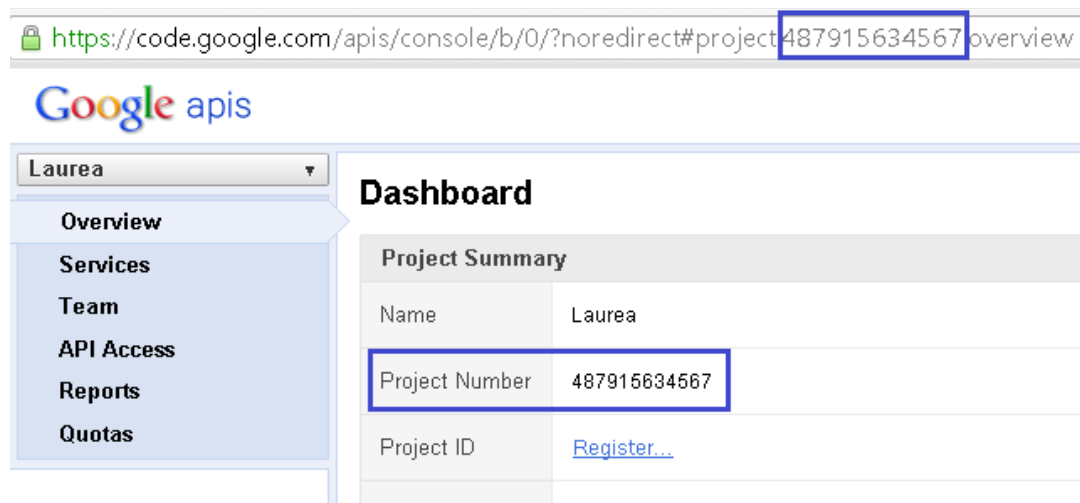 https://code.google.com/apis/console/b/0/?noredirect#project:487915634567:overview
Google apis
Laurea
Overview
Services
Team
API Access
Reports
Quotas
Dashboard
Project Summary
Name Laurea
Project Number 487915634567
Project ID Register...